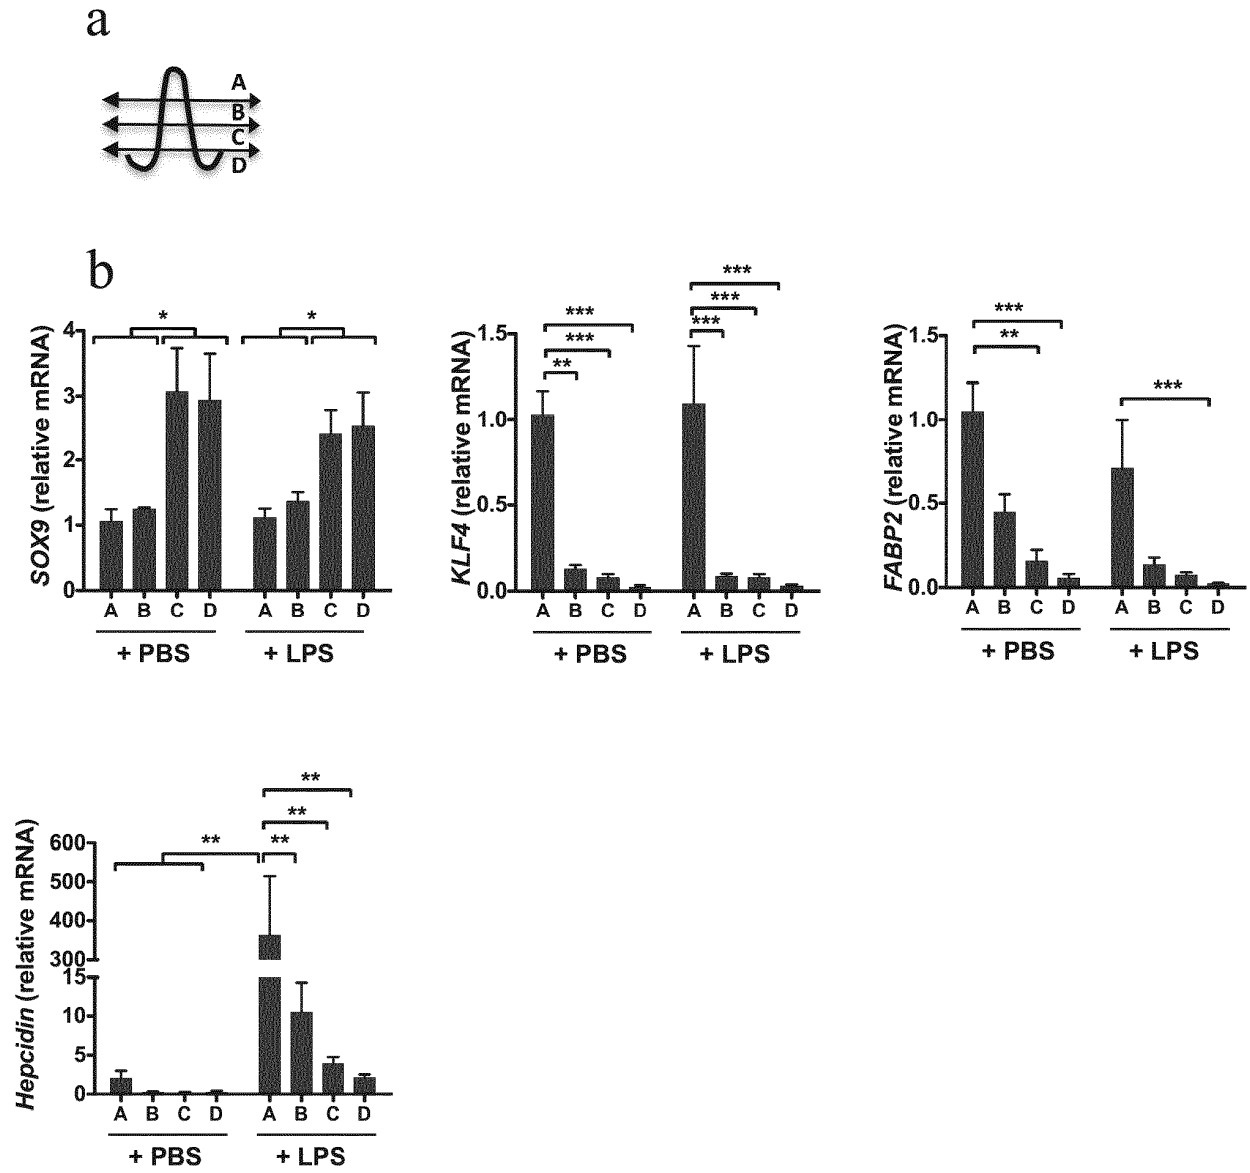 a
A
B
C
D
b
SOX9 (relative mRNA)
4
3
2
1
0
*
*
A B C D A B C D
+ PBS + LPS
KLF4 (relative mRNA)
1.5
1.0
0.5
0.0
***
***
**
***
***
***
A B C D A B C D
+ PBS + LPS
FABP2 (relative mRNA)
1.5
1.0
0.5
0.0
***
**
***
A B C D A B C D
+ PBS + LPS
Hepcidin (relative mRNA)
600
500
400
300
15
10
5
0
**
**
**
**
A B C D A B C D
+ PBS + LPS